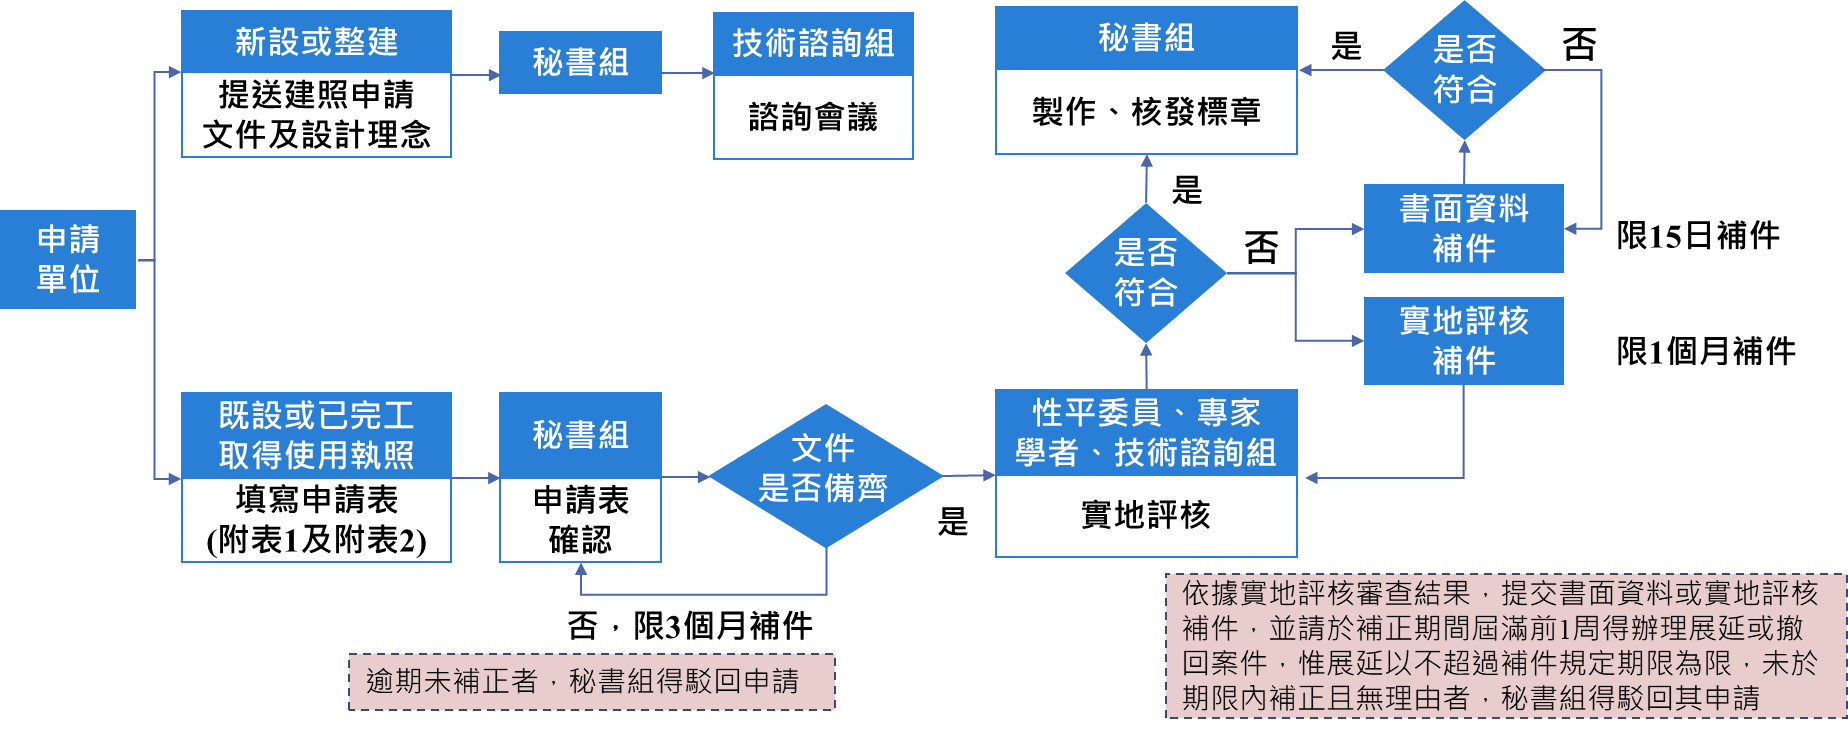 申請
單位
新設或整建
提送建照申請
文件及設計理念
秘書組
技術諮詢組
諮詢會議
既設或已完工
取得使用執照
填寫申請表
(附表1及附表2)
秘書組
申請表
確認
文件
是否備齊
否，限3個月補件
逾期未補正者，秘書組得駁回申請
是
性平委員、專家
學者、技術諮詢組
實地評核
是否
符合
是
秘書組
製作、核發標章
否
書面資料
補件
限15日補件
實地評核
補件
限1個月補件
是否
符合
是
否
依據實地評核審查結果，提交書面資料或實地評核
補件，並請於補正期間屆滿前1周得辦理展延或撤
回案件，惟展延以不超過補件規定期限為限，未於
期限內補正且無理由者，秘書組得駁回其申請